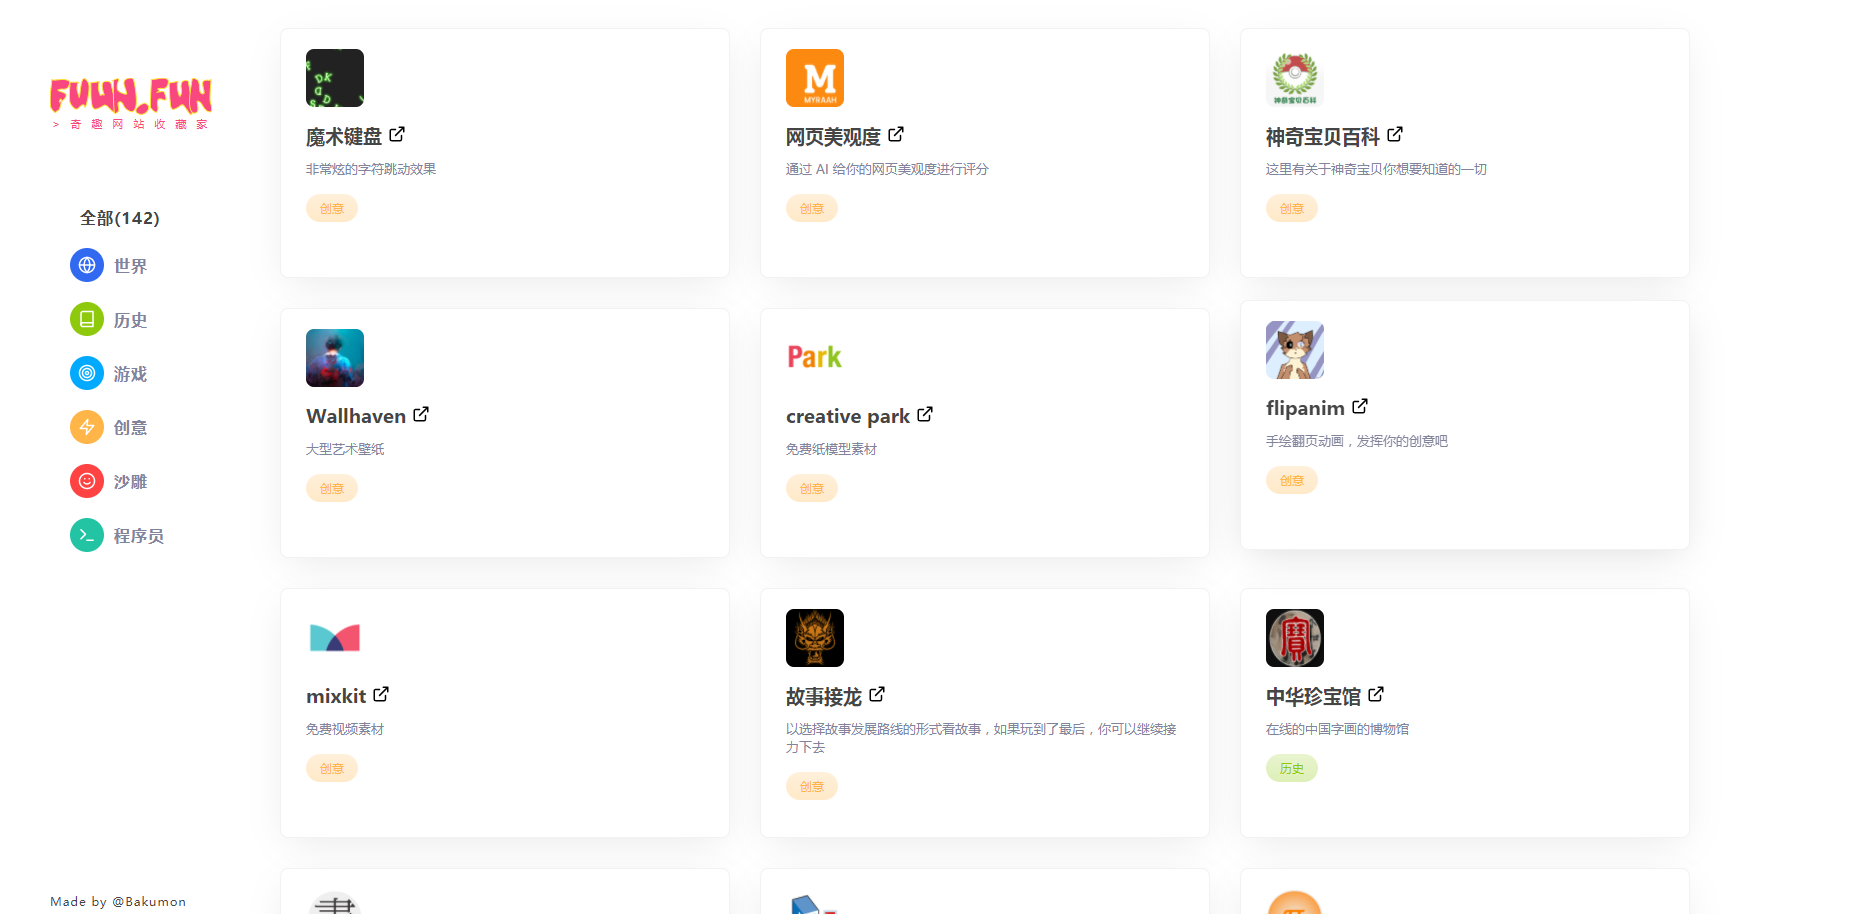 FUUN.FUN
> 奇趣网站收藏家
全部(142)
世界
历史
游戏
创意
沙雕
程序员
Made by @Bakumon
魔术键盘
非常炫的字符跳动效果
创意
M
MYRAAH
网页美观度
通过 AI 给你的网页美观度进行评分
创意
神奇宝贝百科
神奇宝贝百科
这里有关于神奇宝贝你想要知道的一切
创意
Wallhaven
大型艺术壁纸
创意
Park
creative park
免费纸模型素材
创意
flipanim
手绘翻页动画，发挥你的创意吧
创意
mixkit
免费视频素材
创意
故事接龙
以选择故事发展路线的形式看故事，如果玩到了最后，你可以继续接
力下去
创意
寶
中华珍宝馆
在线的中国字画的博物馆
历史